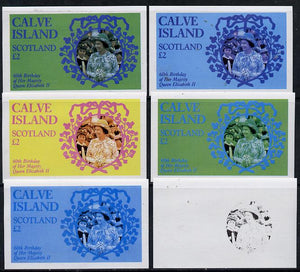 CALVE
ISLAND
SCOTLAND
£2
60th Birthday
of Her Majesty
Queen Elizabeth II
CALVE
ISLAND
SCOTLAND
£2
60th Birthday
of Her Majesty
Queen Elizabeth II
CALVE
ISLAND
SCOTLAND
£2
60th Birthday
of Her Majesty
Queen Elizabeth II
CALVE
ISLAND
SCOTLAND
£2
60th Birthday
of Her Majesty
Queen Elizabeth II
CALVE
ISLAND
SCOTLAND
£2
60th Birthday
of Her Majesty
Queen Elizabeth II